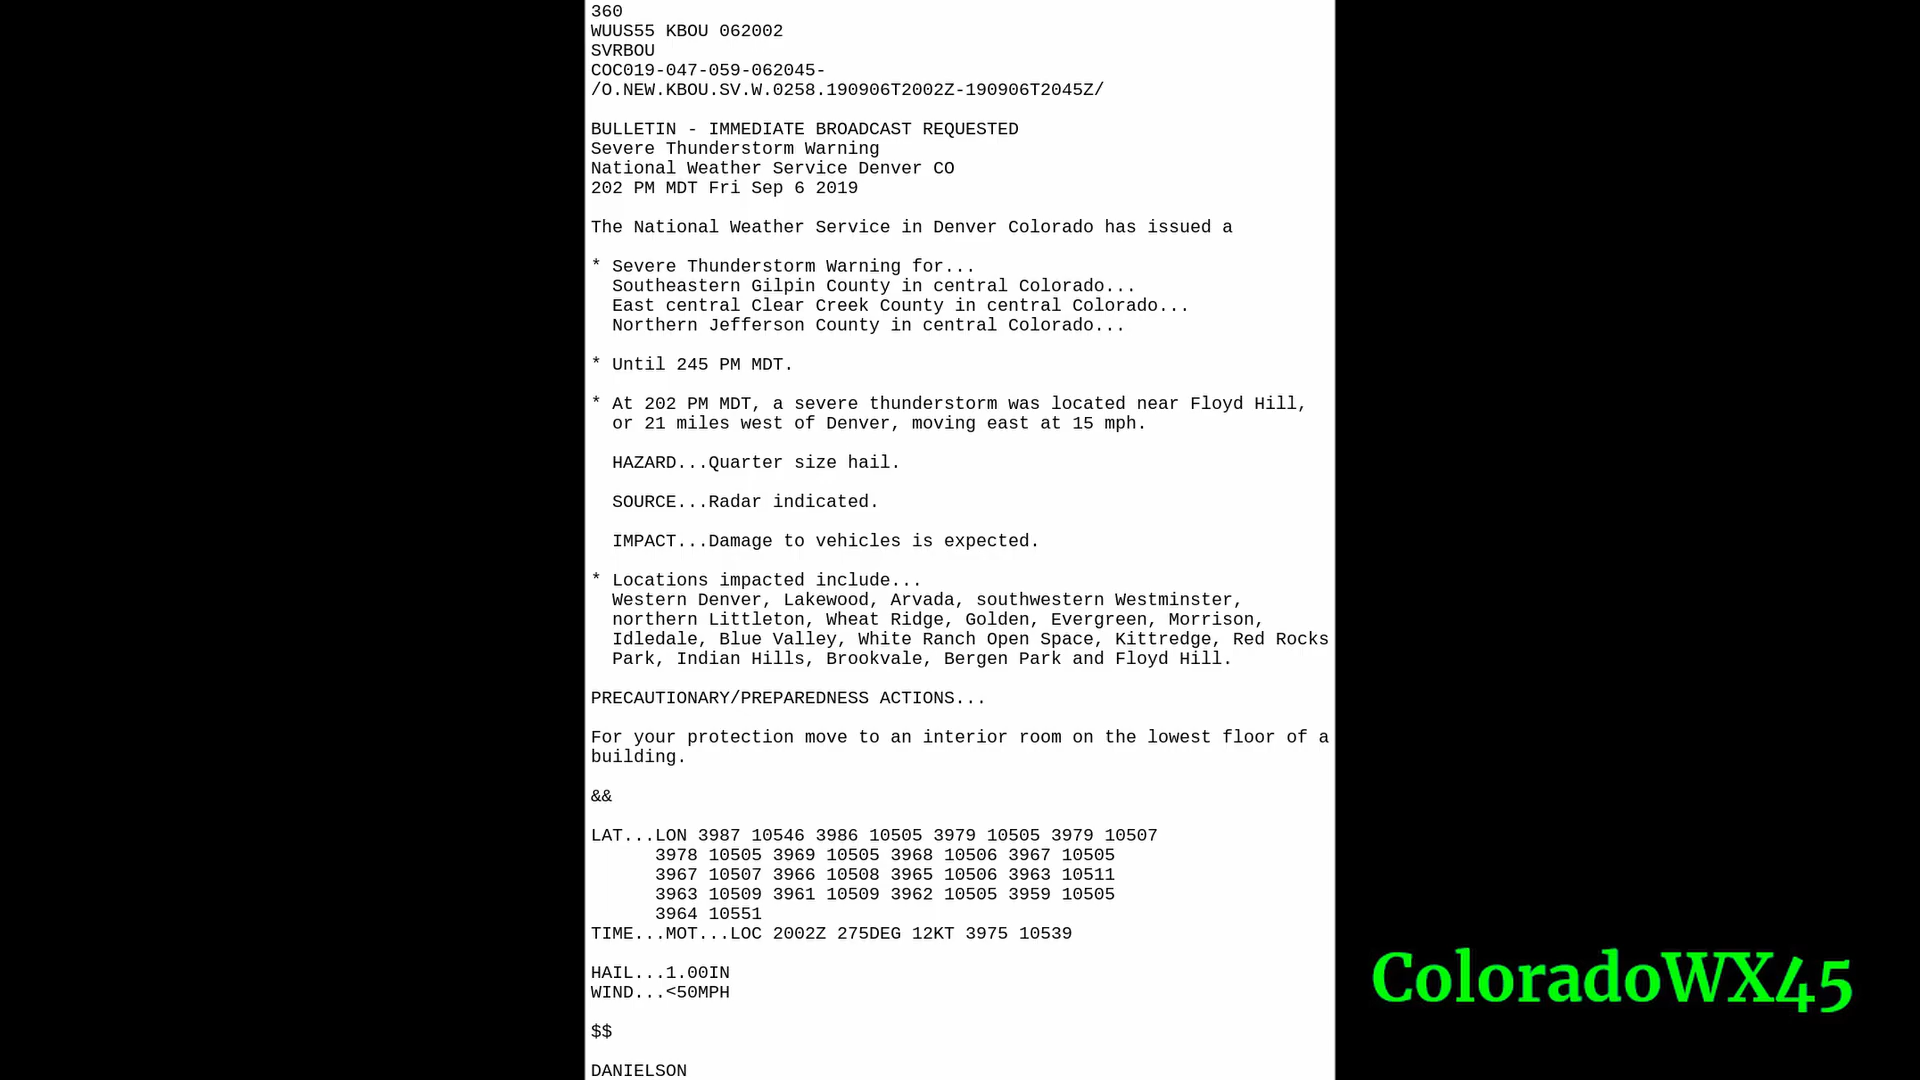 360
WUUS55 KBOU 062002
SVRBOU
COC019-047-059-062045-
/O.NEW.KBOU.SV.W.0258.190906T2002Z-190906T2045Z/
BULLETIN - IMMEDIATE BROADCAST REQUESTED
Severe Thunderstorm Warning
National Weather Service Denver CO
202 PM MDT Fri Sep 6 2019
The National Weather Service in Denver Colorado has issued a
* Severe Thunderstorm Warning for...
Southeastern Gilpin County in central Colorado...
East central Clear Creek County in central Colorado...
Northern Jefferson County in central Colorado...
* Until 245 PM MDT.
* At 202 PM MDT, a severe thunderstorm was located near Floyd Hill,
or 21 miles west of Denver, moving east at 15 mph.
HAZARD...Quarter size hail.
SOURCE...Radar indicated.
IMPACT...Damage to vehicles is expected.
* Locations impacted include...
Western Denver, Lakewood, Arvada, southwestern Westminster,
northern Littleton, Wheat Ridge, Golden, Evergreen, Morrison,
Idledale, Blue Valley, White Ranch Open Space, Kittredge, Red Rocks
Park, Indian Hills, Brookvale, Bergen Park and Floyd Hill.
PRECAUTIONARY/PREPAREDNESS ACTIONS...
For your protection move to an interior room on the lowest floor of a
building.
&&
LAT...LON 3987 10546 3986 10505 3979 10505 3979 10507
3978 10505 3969 10505 3968 10506 3967 10505
3967 10507 3966 10508 3965 10506 3963 10511
3963 10509 3961 10509 3962 10505 3959 10505
3964 10551
TIME...MOT...LOC 2002Z 275DEG 12KT 3975 10539
HAIL...1.00IN
WIND...<50MPH
$$
DANIELSON
ColoradoWX45